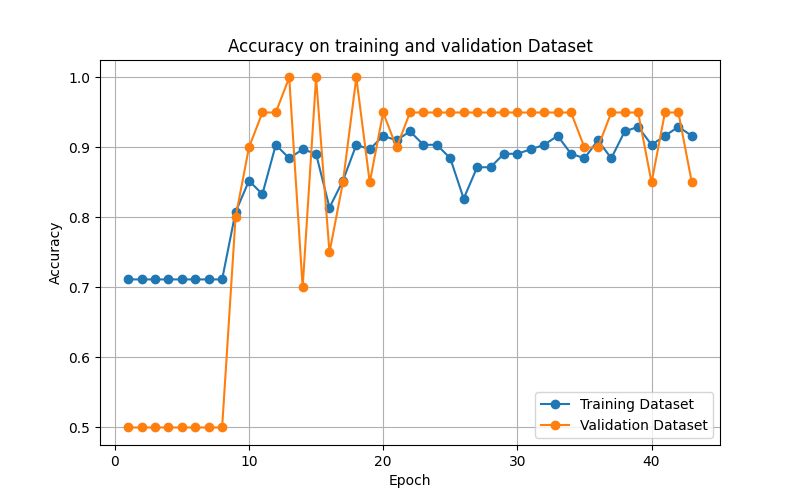 Accuracy on training and validation Dataset
1.0
0.9
0.8
0.7
0.6
0.5
Accuracy
0 10 20 30 40
Epoch
Training Dataset
Validation Dataset